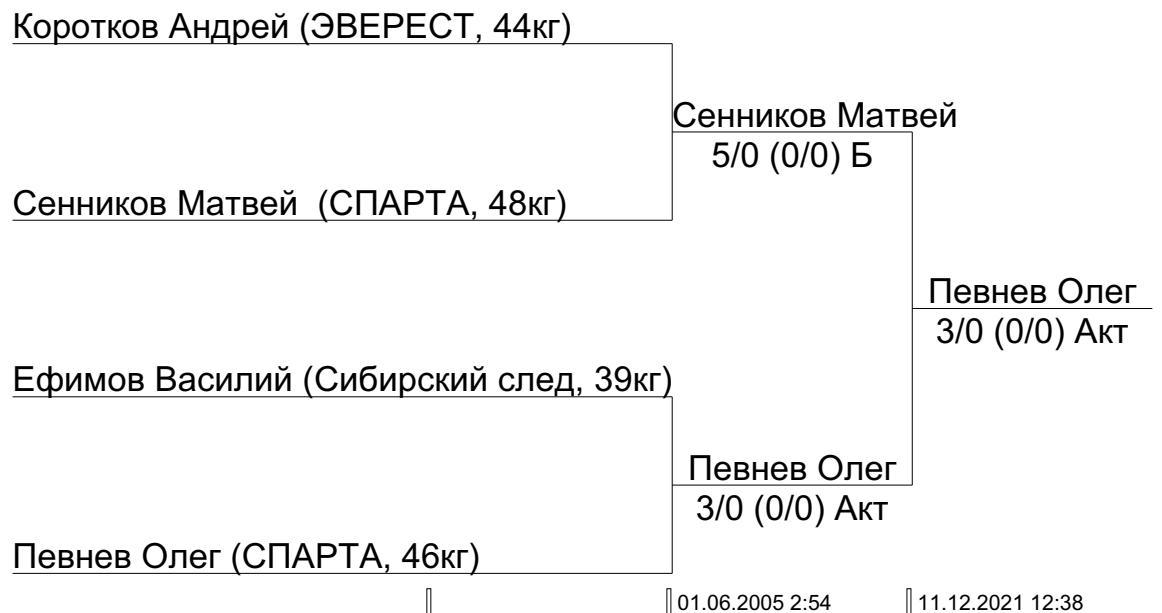 Коротков Андрей (ЭВЕРЕСТ, 44кг)
Сенников Матвей
5/0 (0/0) Б
Сенников Матвей (СПАРТА, 48кг)
Певнев Олег
3/0 (0/0) Акт
Ефимов Василий (Сибирский след, 39кг)
Певнев Олег
3/0 (0/0) Акт
Певнев Олег (СПАРТА, 46кг)
01.06.2005 2:54 11.12.2021 12:38